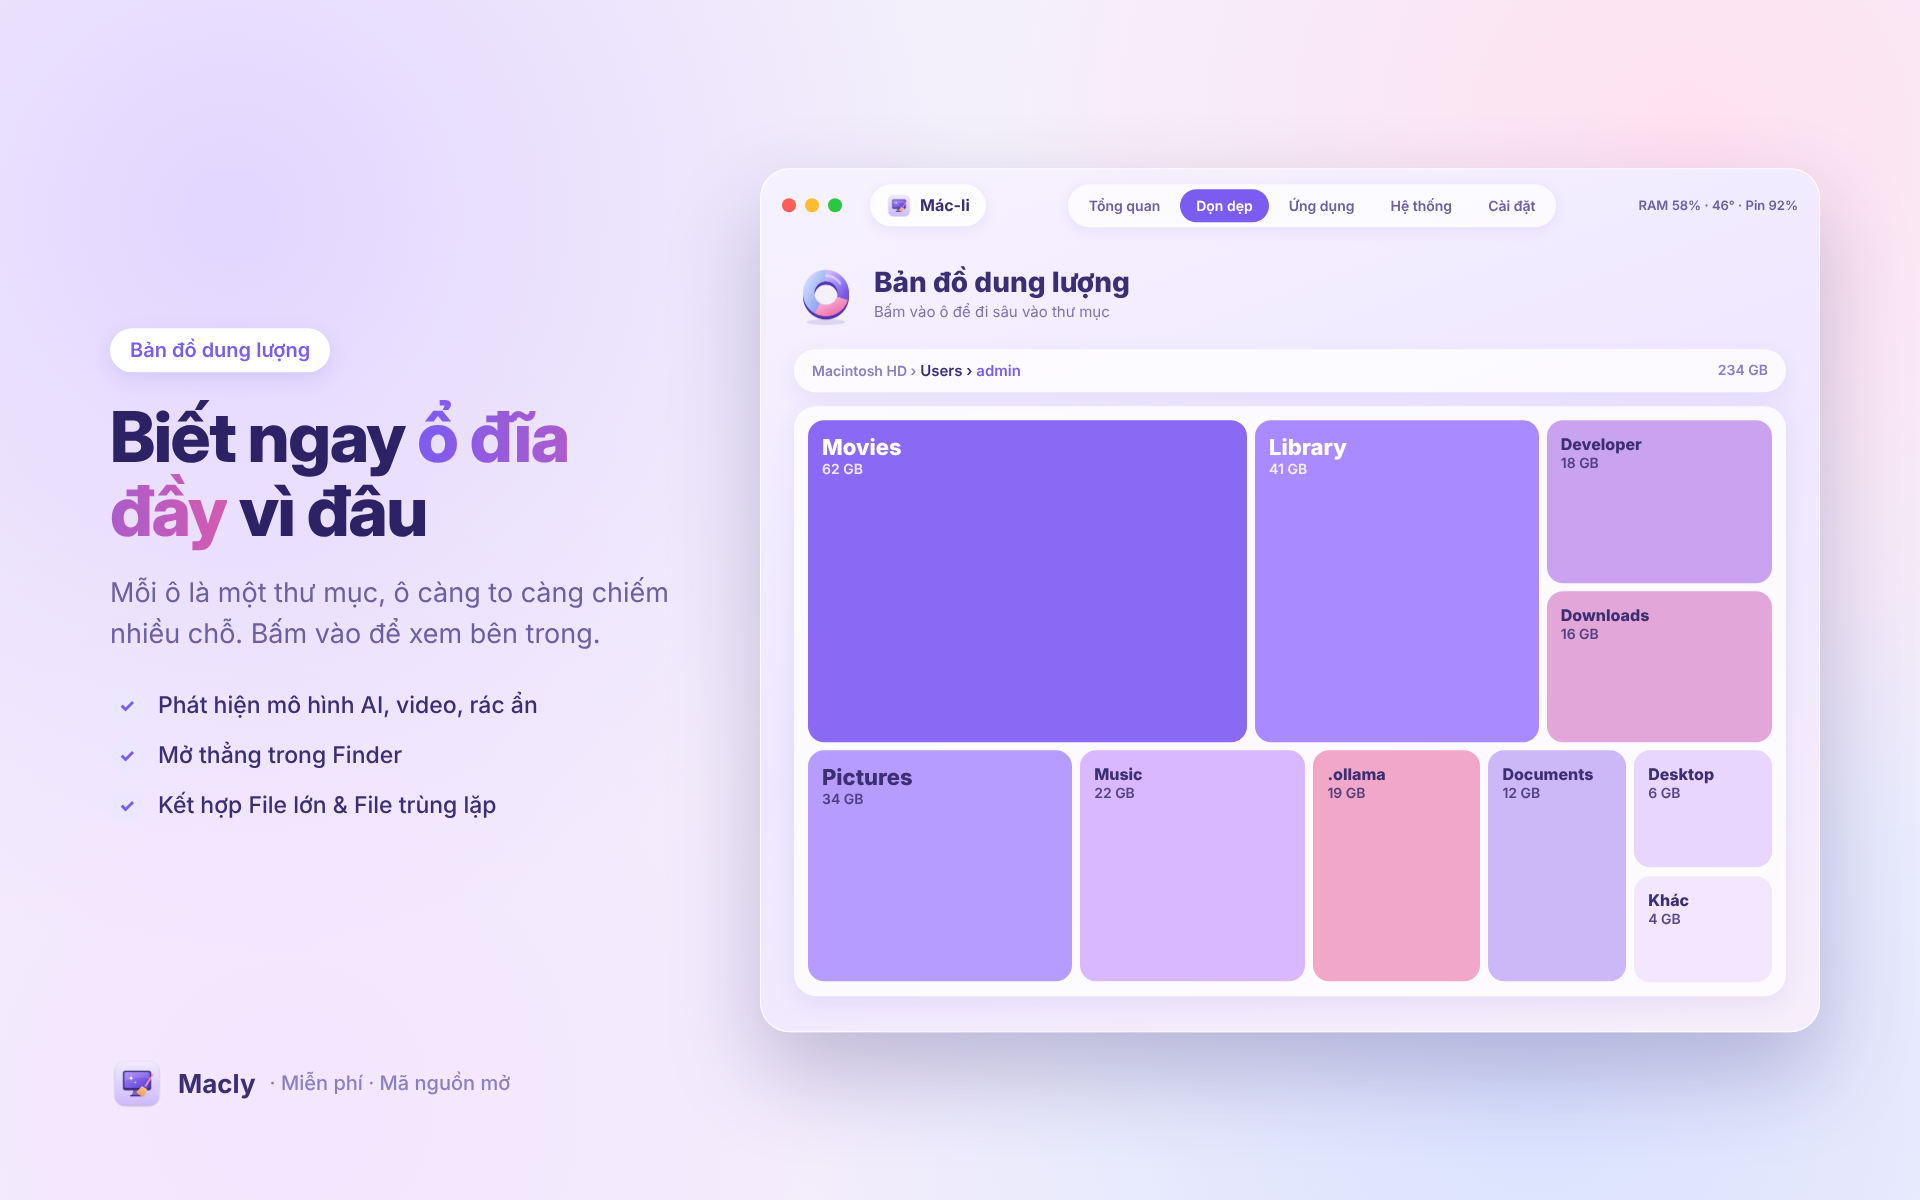 Bản đồ dung lượng
Biết ngay ổ đĩa
đầy vì đâu
Mỗi ô là một thư mục, ô càng to càng chiếm
nhiều chỗ. Bấm vào để xem bên trong.
Phát hiện mô hình AI, video, rác ẩn
Mở thẳng trong Finder
Kết hợp File lớn & File trùng lặp
Macly · Miễn phí · Mã nguồn mở
Mác-li
Tổng quan Dọn dẹp Ứng dụng Hệ thống Cài đặt
RAM 58% · 46° · Pin 92%
Bản đồ dung lượng
Bấm vào ô để đi sâu vào thư mục
Macintosh HD › Users › admin
234 GB
Movies
62 GB
Library
41 GB
Developer
18 GB
Downloads
16 GB
Pictures
34 GB
Music
22 GB
.ollama
19 GB
Documents
12 GB
Desktop
6 GB
Khác
4 GB